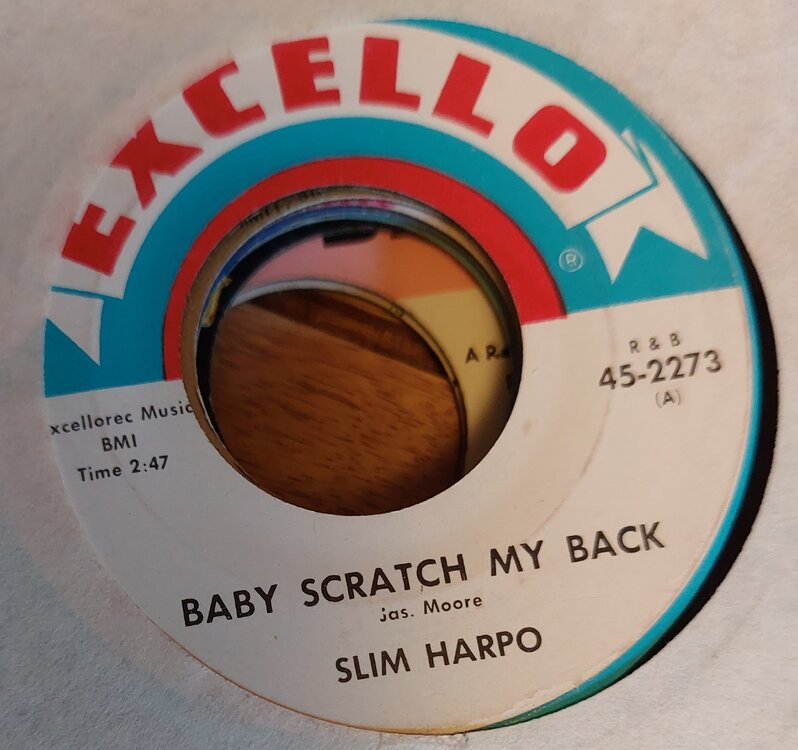 EXCELLO
®
R & B
45-2273
(A)
xcellorec Music
BMI
Time 2:47
A
BABY SCRATCH MY BACK
Jas. Moore
SLIM HARPO